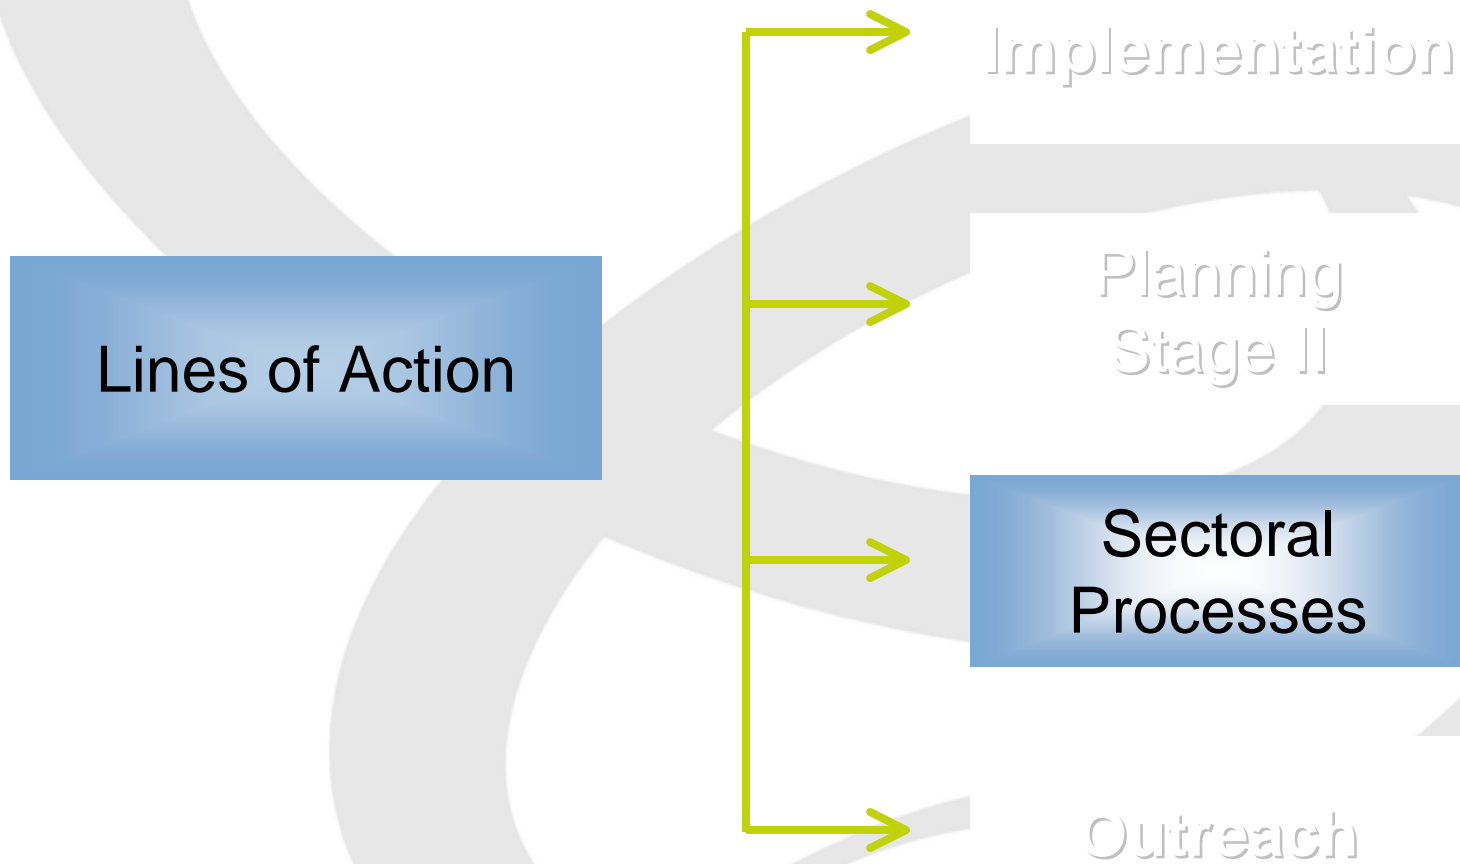 Implementation
Planning
Stage II
Lines of Action
Sectoral
Processes
Outreach